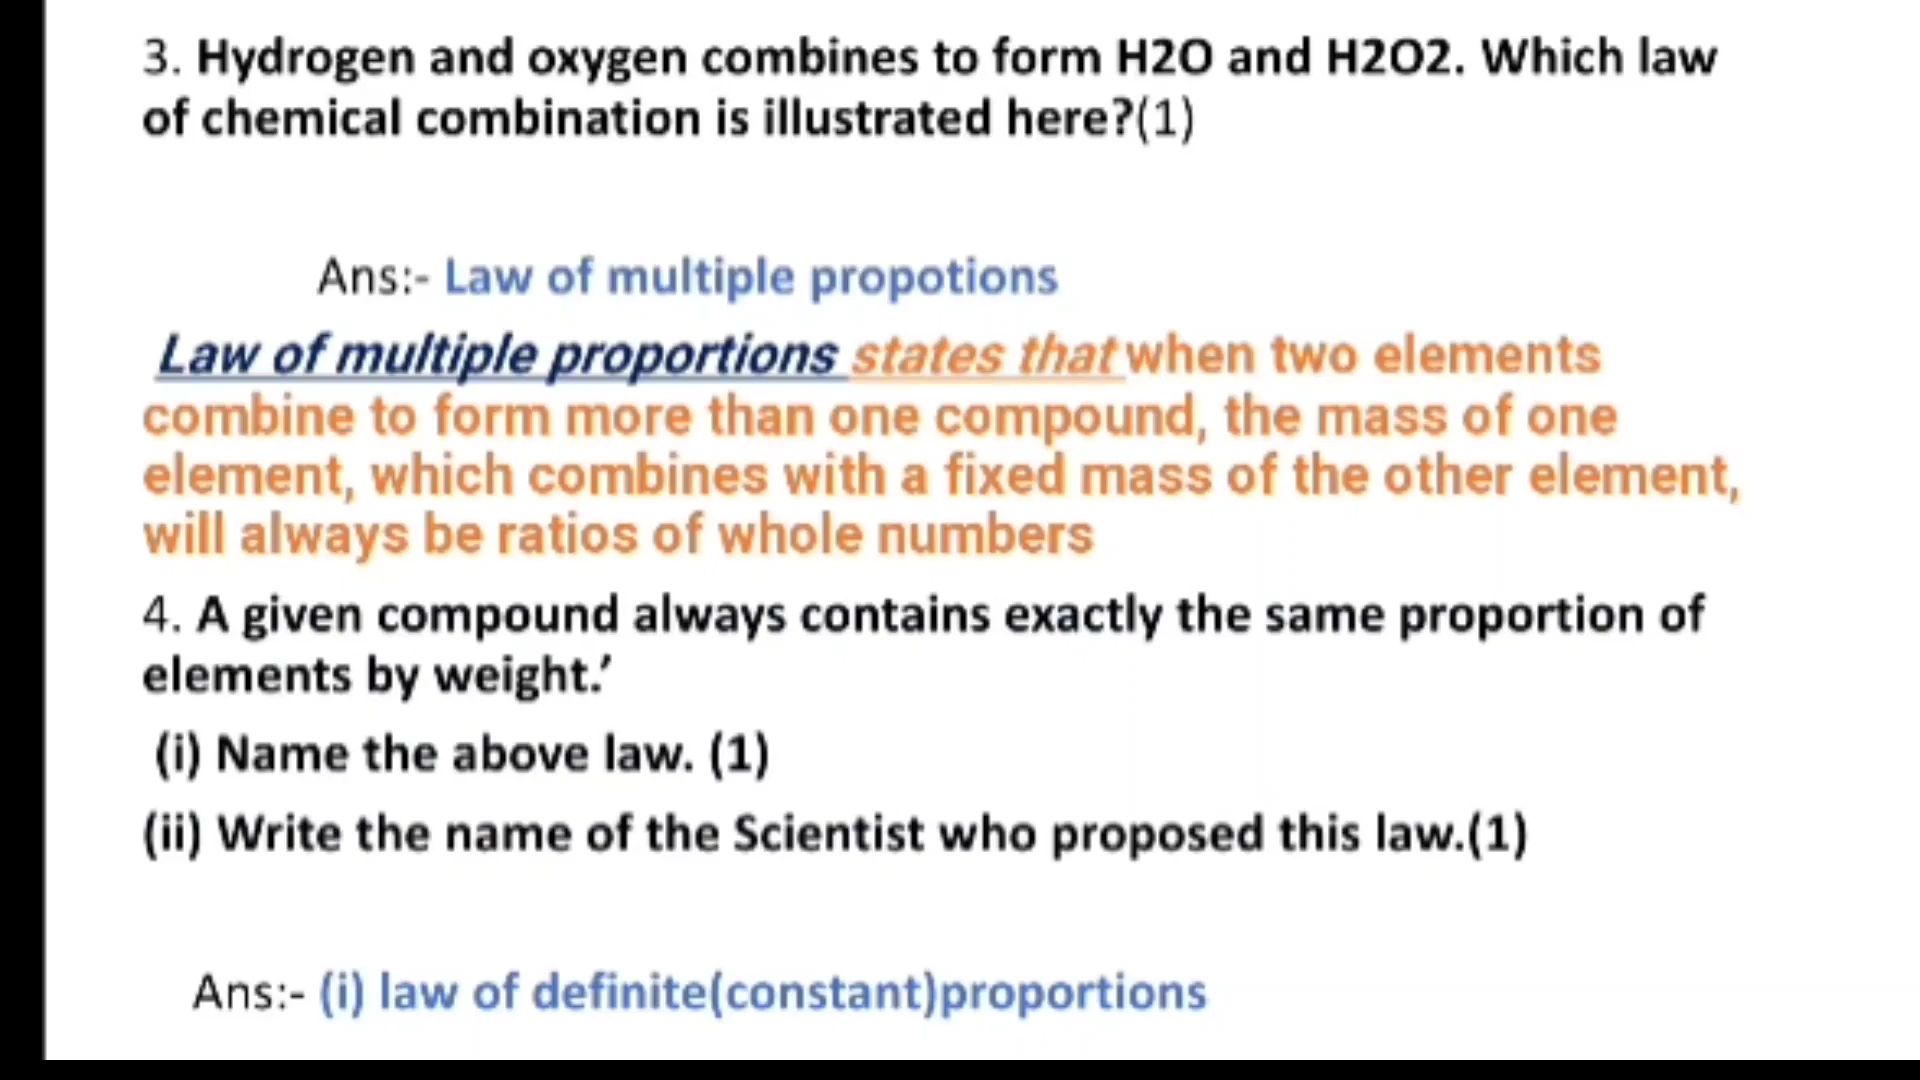 3. Hydrogen and oxygen combines to form H2O and H2O2. Which law
of chemical combination is illustrated here?(1)
Ans:- Law of multiple propotions
Law of multiple proportions states that when two elements
combine to form more than one compound, the mass of one
element, which combines with a fixed mass of the other element,
will always be ratios of whole numbers
4. A given compound always contains exactly the same proportion of
elements by weight.’
(i) Name the above law. (1)
(ii) Write the name of the Scientist who proposed this law.(1)
Ans:- (i) law of definite(constant)proportions